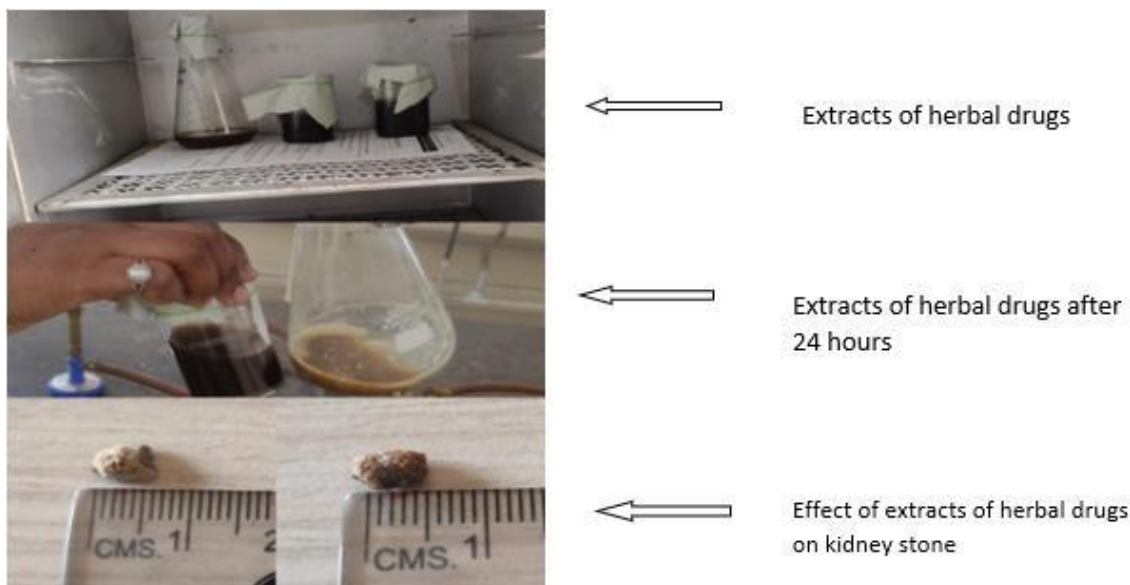 Extracts of herbal drugs
Extracts of herbal drugs after
24 hours
CMS. 1 2
CMS. 1
Effect of extracts of herbal drugs
on kidney stone